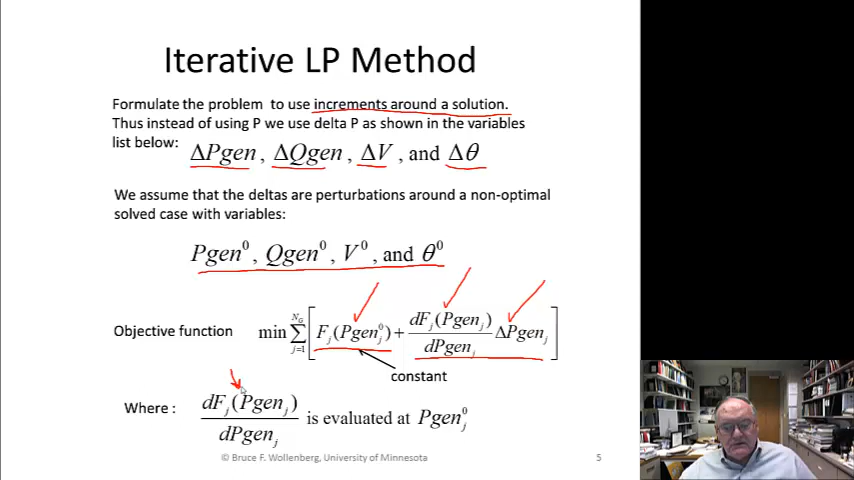 Iterative LP Method
Formulate the problem to use increments around a solution.
Thus instead of using P we use delta P as shown in the variables
list below:
ΔPgen, ΔQgen, ΔV, and Δθ
We assume that the deltas are perturbations around a non-optimal
solved case with variables:
Pgen⁰, Qgen⁰, V⁰, and θ⁰
Objective function min ∑_{j=1}^{N_G} [ F_j(Pgen_j⁰) + dF_j(Pgen_j)/dPgen_j ΔPgen_j ]
constant
Where : dF_j(Pgen_j)/dPgen_j is evaluated at Pgen_j⁰
© Bruce F. Wollenberg, University of Minnesota 5